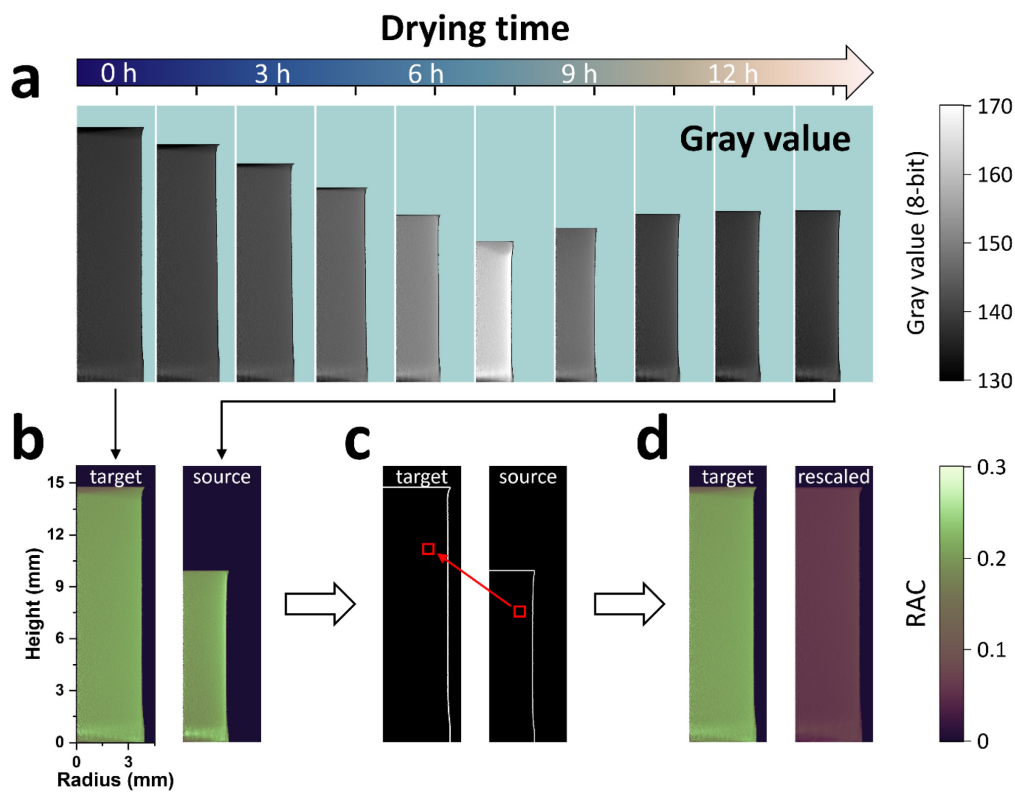 Drying time
a
0 h 3 h 6 h 9 h 12 h
Gray value
170
160
150
140
130
Gray value (8-bit)
b
c
d
target
source
target
source
target
rescaled
15
12
9
6
3
0
Height (mm)
0 3
Radius (mm)
0.3
0.2
0.1
0
RAC